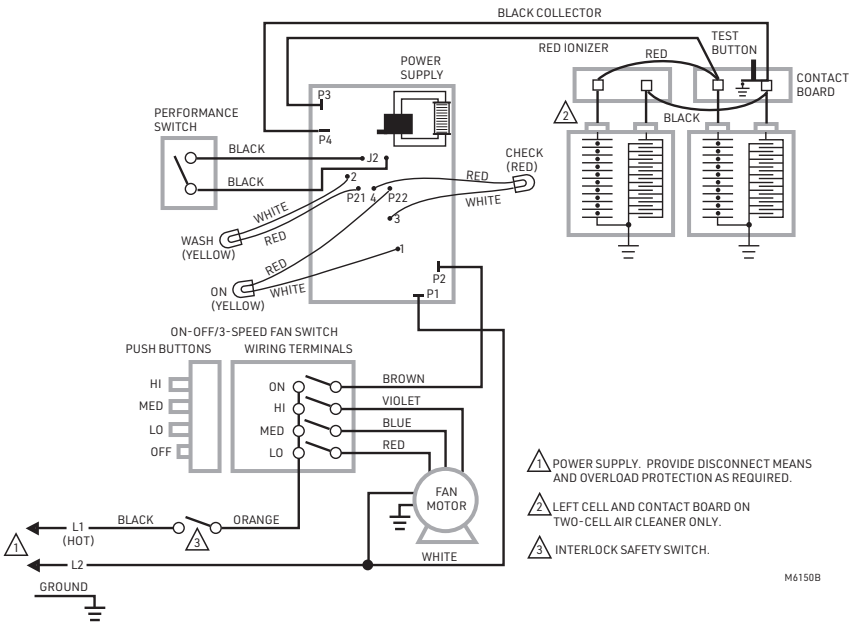 BLACK COLLECTOR
RED IONIZER
RED
TEST
BUTTON
CONTACT
BOARD
2
BLACK
POWER
SUPPLY
P3
P4
PERFORMANCE
SWITCH
BLACK
BLACK
J2
2
P21 4 P22
3
1
RED
WHITE
CHECK
(RED)
WHITE
RED
WASH
(YELLOW)
RED
WHITE
ON
(YELLOW)
P2
P1
ON-OFF/3-SPEED FAN SWITCH
PUSH BUTTONS
WIRING TERMINALS
HI
MED
LO
OFF
ON
HI
MED
LO
BROWN
VIOLET
BLUE
RED
FAN
MOTOR
WHITE
BLACK
ORANGE
3
1
L1
(HOT)
L2
GROUND
1 POWER SUPPLY. PROVIDE DISCONNECT MEANS
AND OVERLOAD PROTECTION AS REQUIRED.
2 LEFT CELL AND CONTACT BOARD ON
TWO-CELL AIR CLEANER ONLY.
3 INTERLOCK SAFETY SWITCH.
M6150B